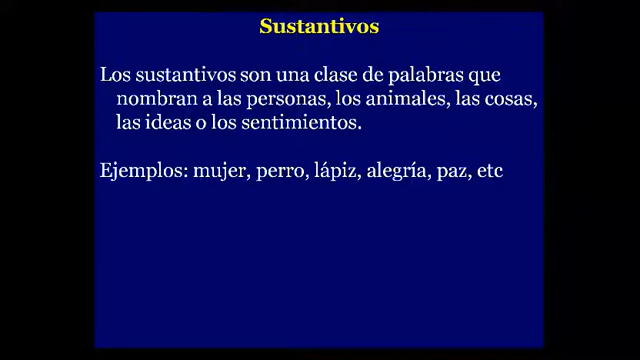 Sustantivos
Los sustantivos son una clase de palabras que
nombran a las personas, los animales, las cosas,
las ideas o los sentimientos.
Ejemplos: mujer, perro, lápiz, alegría, paz, etc